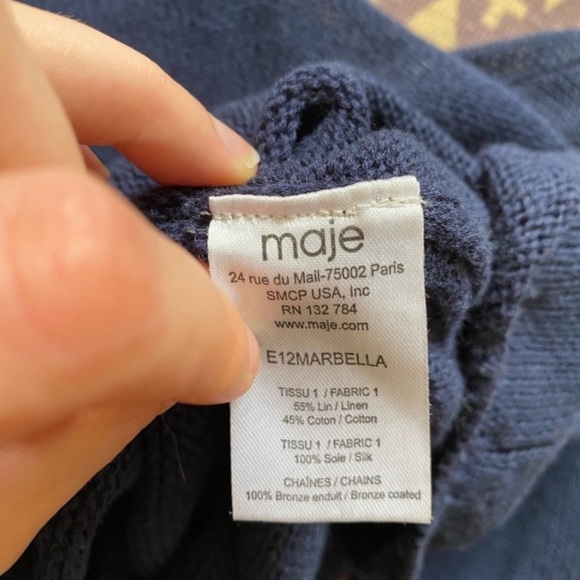 maje
24 rue du Mail-75002 Paris
SMCP USA, Inc
RN 132 784
www.maje.com
E12MARBELLA
TISSU 1 / FABRIC 1
55% Lin / Linen
45% Coton / Cotton
TISSU 1 / FABRIC 1
100% Soie / Silk
CHAÎNES / CHAINS
100% Bronze enduit / Bronze coated